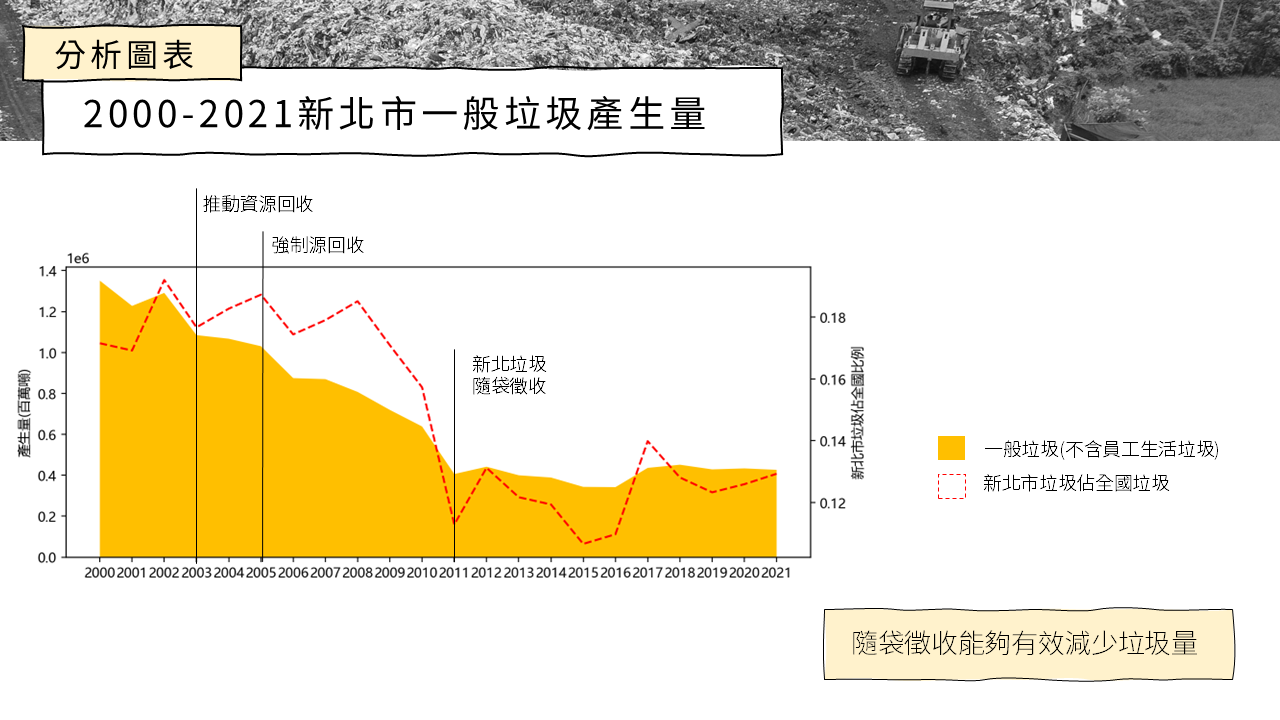 分析圖表
2000-2021新北市一般垃圾產生量
推動資源回收
強制源回收
1e6
1.4
1.2
1.0
0.8
0.6
0.4
0.2
0.0
產生量(百萬噸)
新北垃圾
隨袋徵收
0.18
0.16
0.14
0.12
新北市垃圾佔全國比例
2000 2001 2002 2003 2004 2005 2006 2007 2008 2009 2010 2011 2012 2013 2014 2015 2016 2017 2018 2019 2020 2021
一般垃圾(不含員工生活垃圾)
新北市垃圾佔全國垃圾
隨袋徵收能夠有效減少垃圾量